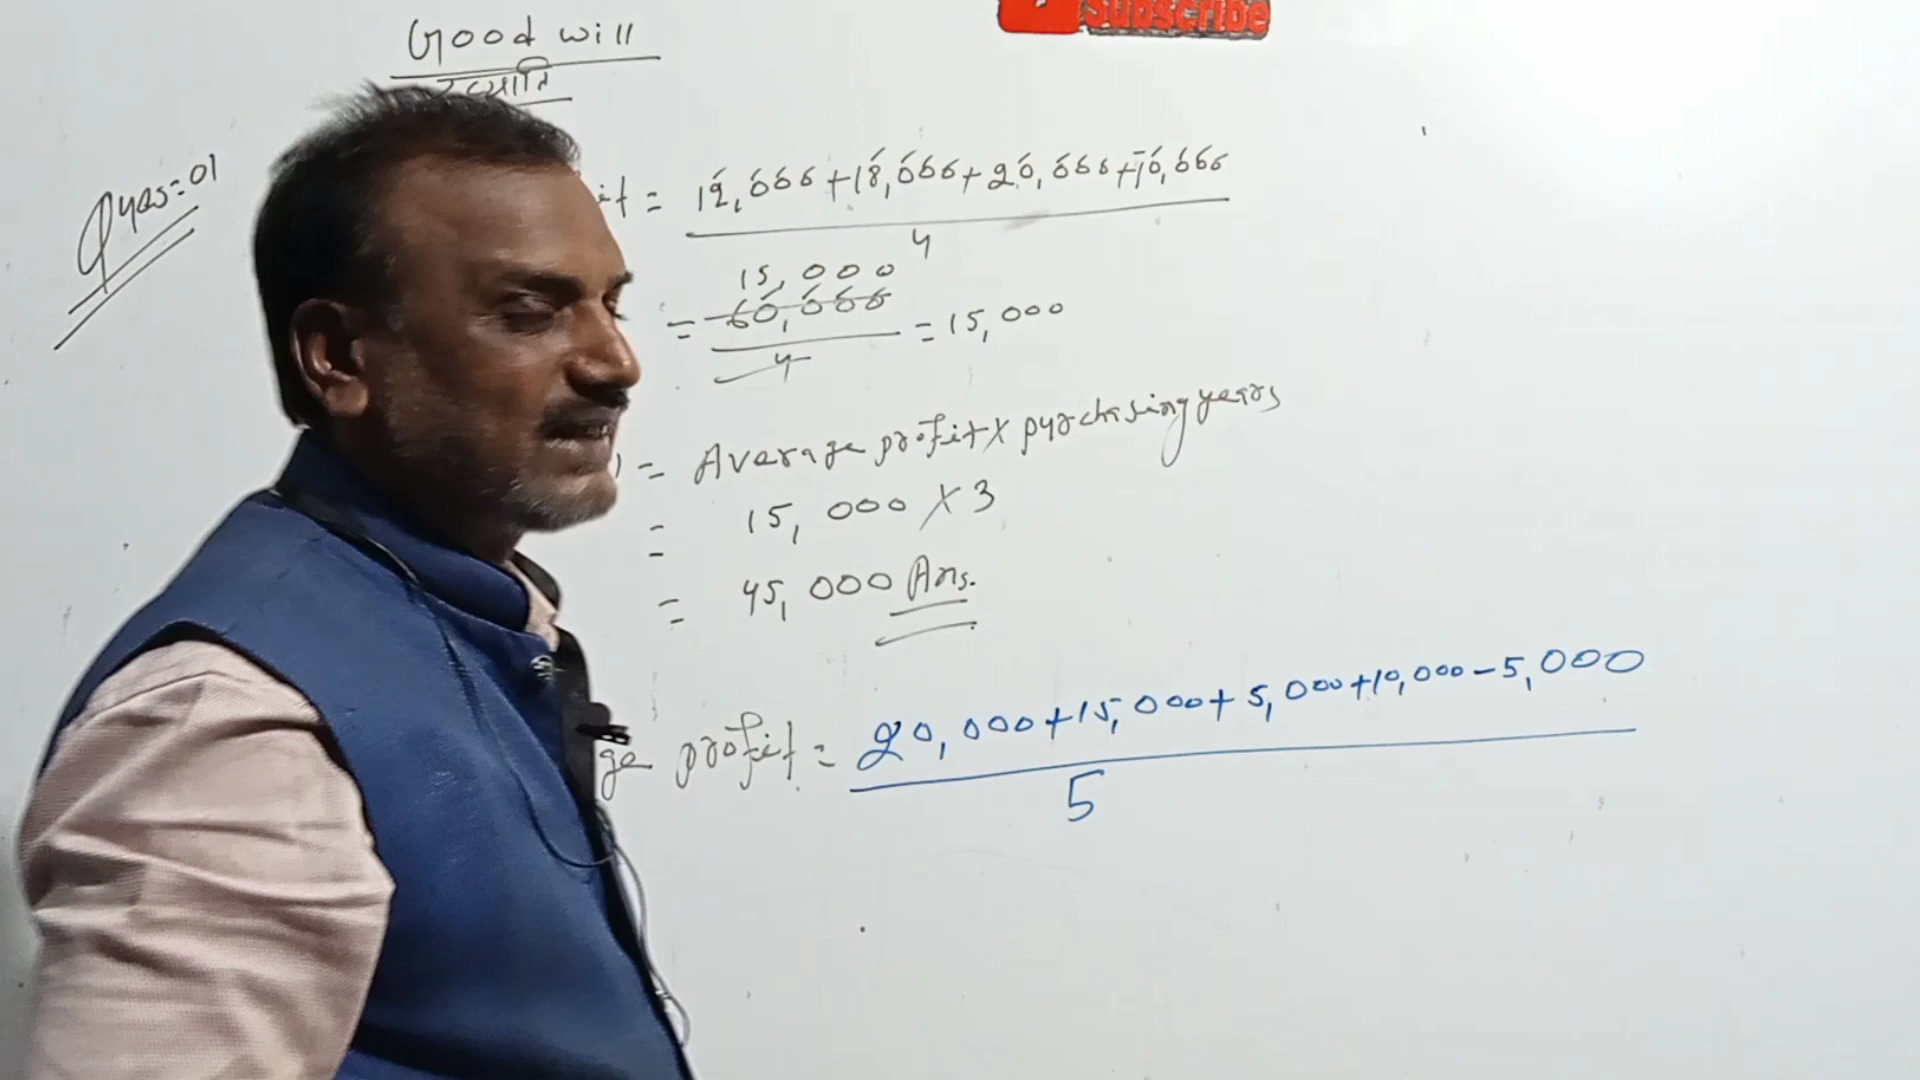 Subscribe
Good will
ख्याति
Ques=01
it = 12,000+18,000+20,000+10,000
4
15,000
= 60,000 = 15,000
4
= Average profit X purchasing years
= 15,000 X 3
= 45,000 Ans.
ge profit = 20,000+15,000+5,000+10,000-5,000
5